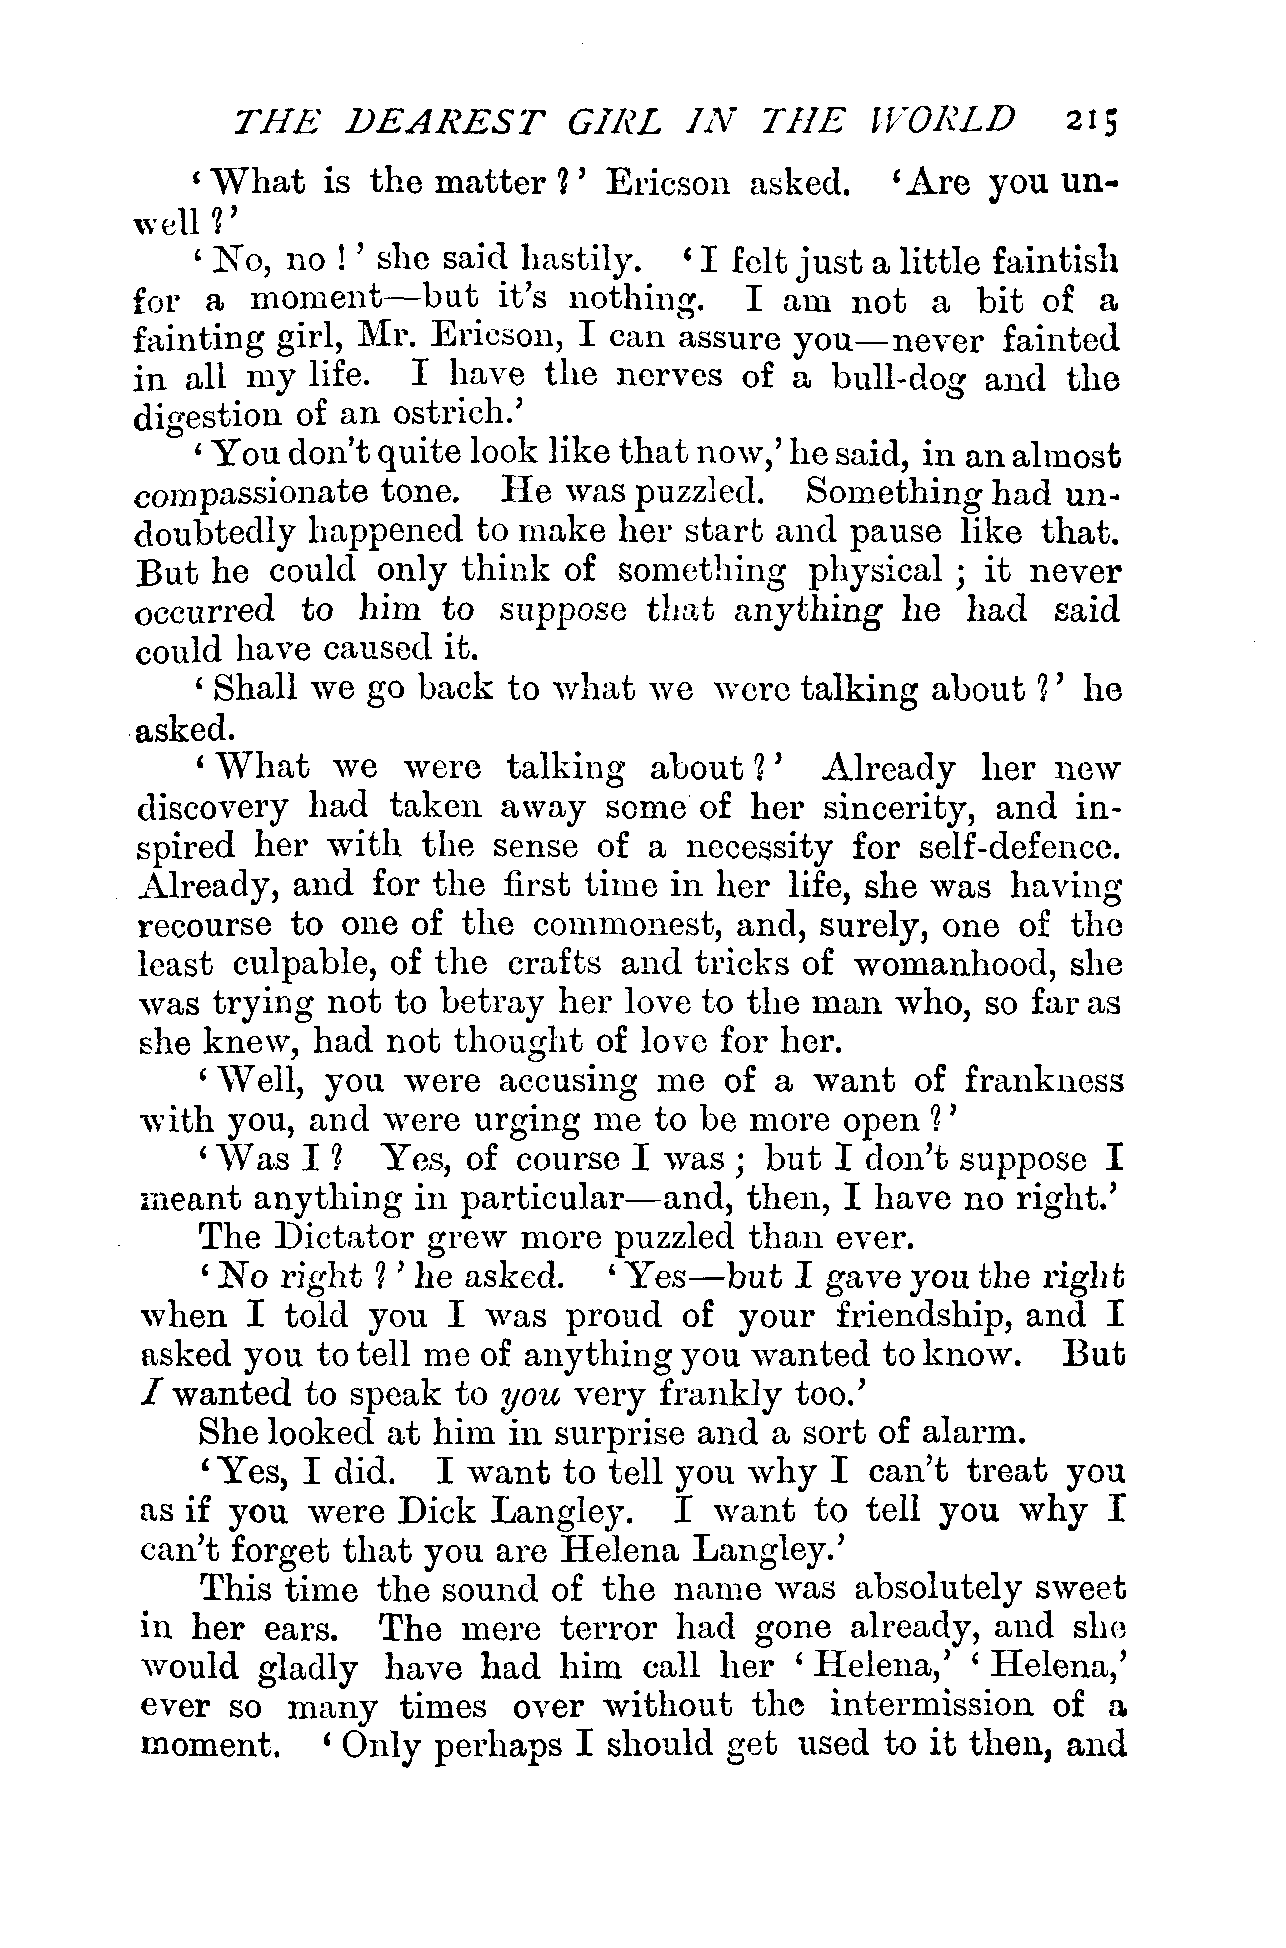 THE DEAREST GIRL IN THE WORLD 215
‘What is the matter?’ Ericson asked. ‘Are you un-
well?’
‘No, no!’ she said hastily. ‘I felt just a little faintish
for a moment—but it's nothing. I am not a bit of a
fainting girl, Mr. Ericson, I can assure you—never fainted
in all my life. I have the nerves of a bull-dog and the
digestion of an ostrich.’
‘You don't quite look like that now,’ he said, in an almost
compassionate tone. He was puzzled. Something had un-
doubtedly happened to make her start and pause like that.
But he could only think of something physical; it never
occurred to him to suppose that anything he had said
could have caused it.
‘Shall we go back to what we were talking about?’ he
asked.
‘What we were talking about?’ Already her new
discovery had taken away some of her sincerity, and in-
spired her with the sense of a necessity for self-defence.
Already, and for the first time in her life, she was having
recourse to one of the commonest, and, surely, one of the
least culpable, of the crafts and tricks of womanhood, she
was trying not to betray her love to the man who, so far as
she knew, had not thought of love for her.
‘Well, you were accusing me of a want of frankness
with you, and were urging me to be more open?’
‘Was I? Yes, of course I was; but I don't suppose I
meant anything in particular—and, then, I have no right.’
The Dictator grew more puzzled than ever.
‘No right?’ he asked. ‘Yes—but I gave you the right
when I told you I was proud of your friendship, and I
asked you to tell me of anything you wanted to know. But
I wanted to speak to you very frankly too.’
She looked at him in surprise and a sort of alarm.
‘Yes, I did. I want to tell you why I can't treat you
as if you were Dick Langley. I want to tell you why I
can't forget that you are Helena Langley.’
This time the sound of the name was absolutely sweet
in her ears. The mere terror had gone already, and she
would gladly have had him call her ‘Helena,’ ‘Helena,’
ever so many times over without the intermission of a
moment. ‘Only perhaps I should get used to it then, and